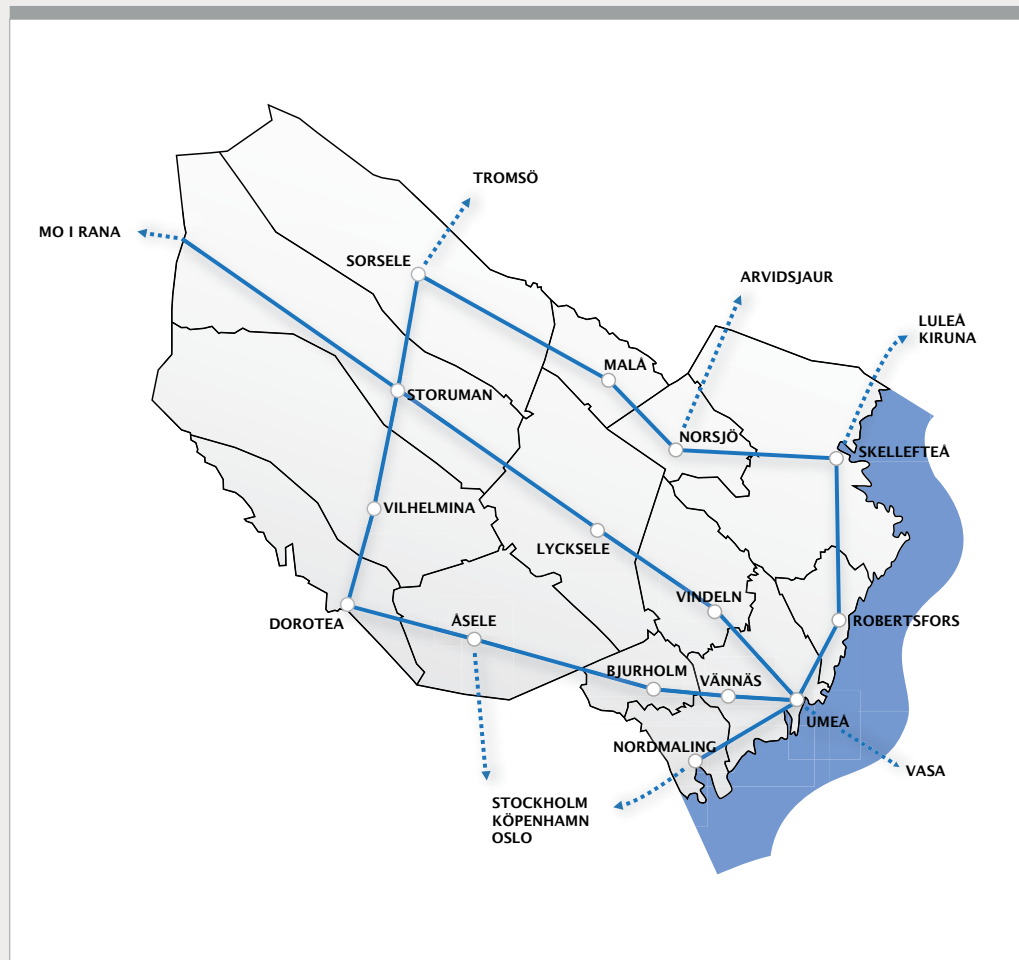 TROMSÖ
MO I RANA
SORSELE
ARVIDSJAUR
LULEÅ
KIRUNA
MALÅ
STORUMAN
NORSJÖ
SKELLEFTEÅ
VILHELMINA
LYCKSELE
VINDELN
DOROTEA
ÅSELE
ROBERTSFORS
BJURHOLM
VÄNNÄS
UMEÅ
NORDMALING
VASA
STOCKHOLM
KÖPENHAMN
OSLO